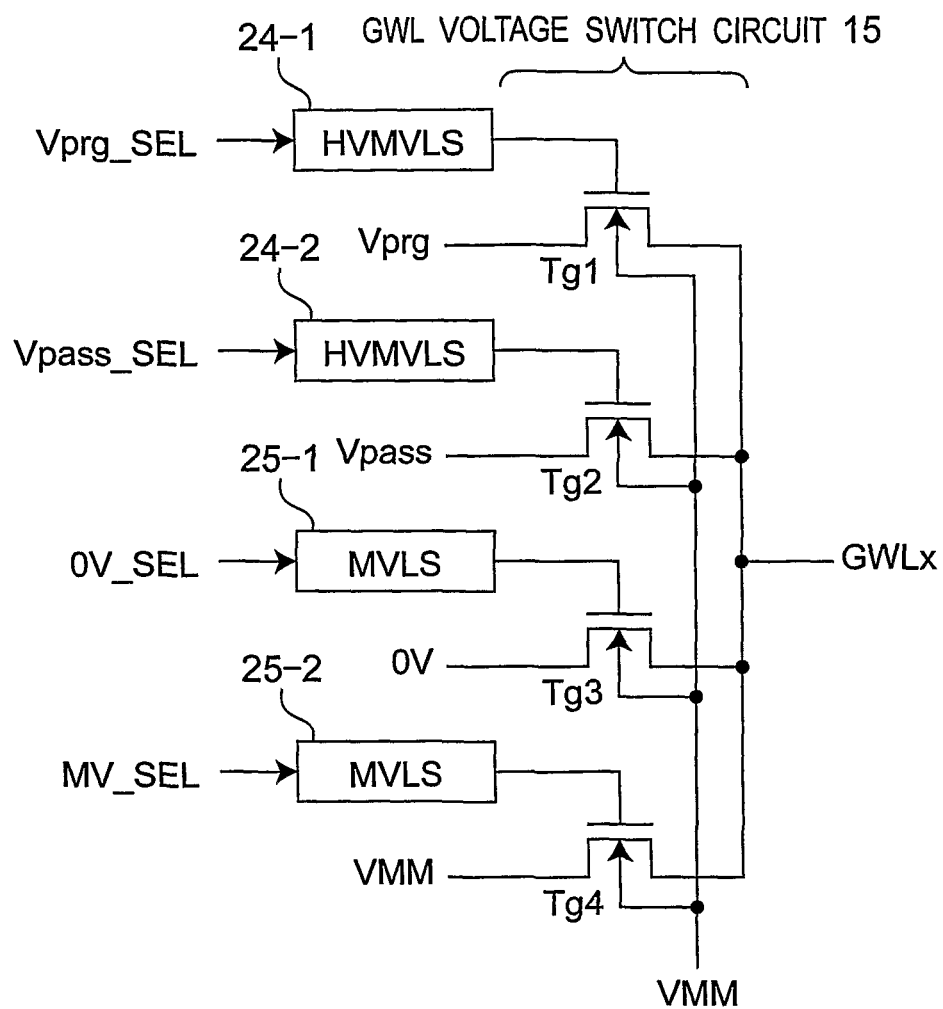 24-1 GWL VOLTAGE SWITCH CIRCUIT 15
Vprg_SEL HVMVLS
Vprg
Tg1
24-2
Vpass_SEL HVMVLS
Vpass
Tg2
25-1
0V_SEL MVLS
GWLx
0V
Tg3
25-2
MV_SEL MVLS
VMM
Tg4
VMM